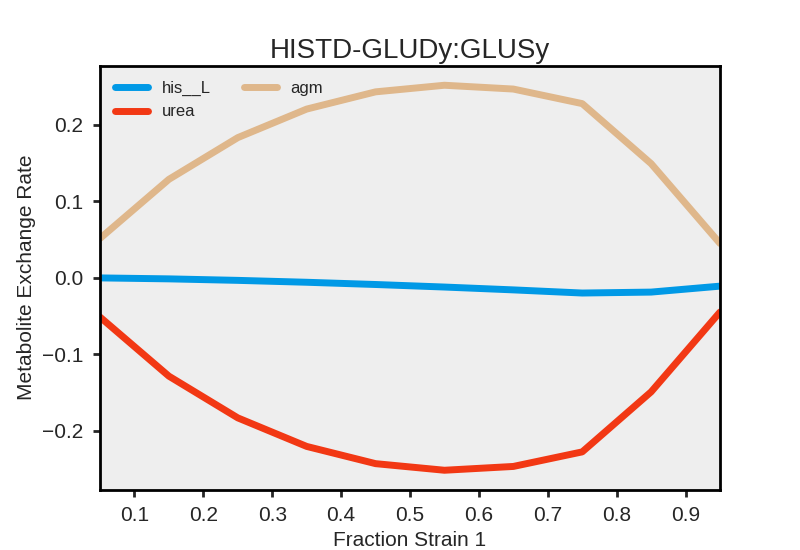 HISTD-GLUDy:GLUSy
his__L
agm
urea
Metabolite Exchange Rate
0.2
0.1
0.0
−0.1
−0.2
0.1 0.2 0.3 0.4 0.5 0.6 0.7 0.8 0.9
Fraction Strain 1